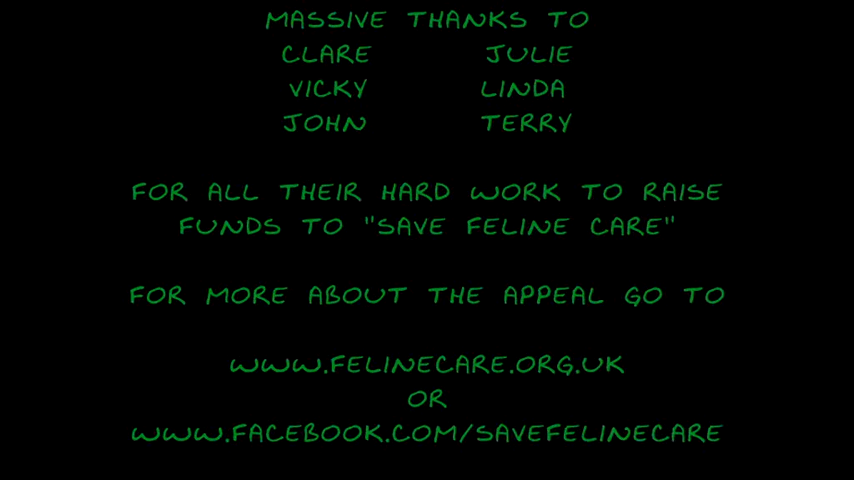 MASSIVE THANKS TO
CLARE JULIE
VICKY LINDA
JOHN TERRY
FOR ALL THEIR HARD WORK TO RAISE
FUNDS TO "SAVE FELINE CARE"
FOR MORE ABOUT THE APPEAL GO TO
WWW.FELINECARE.ORG.UK
OR
WWW.FACEBOOK.COM/SAVEFELINECARE